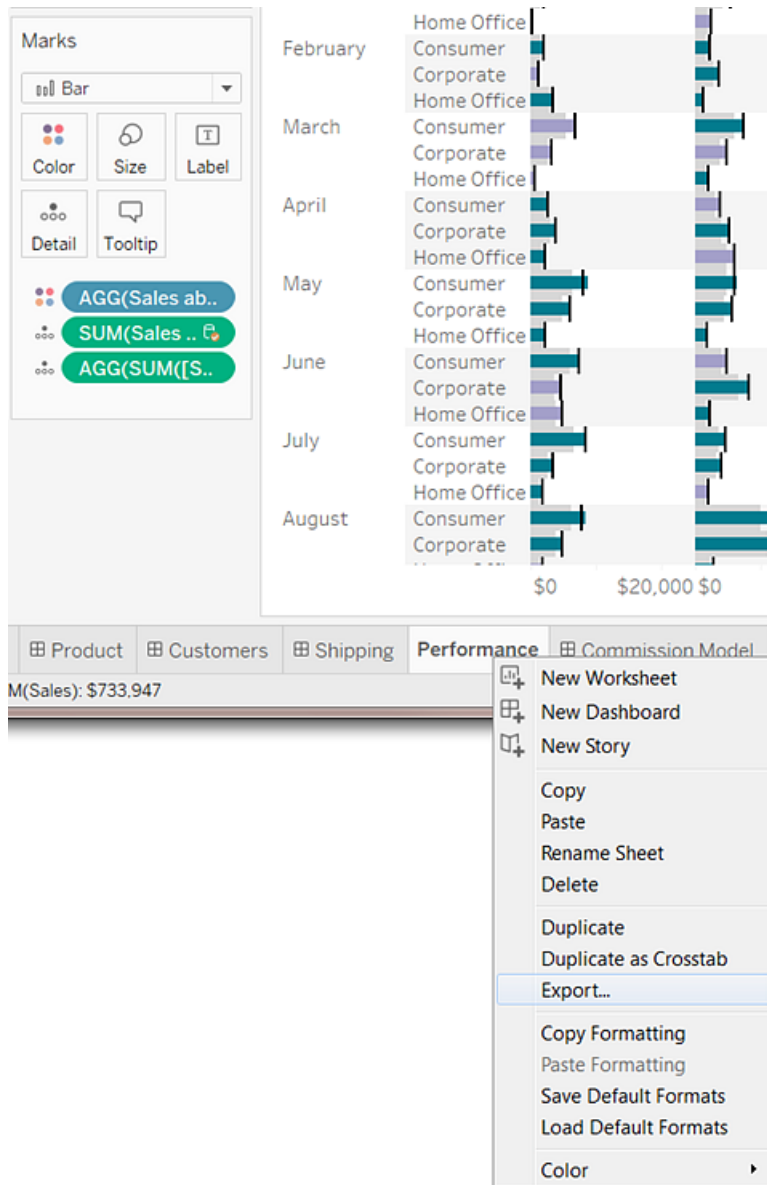 Marks
Bar
Color
Size
T
Label
Detail
Tooltip
AGG(Sales ab..
SUM(Sales ..
AGG(SUM([S..
Home Office
February
Consumer
Corporate
Home Office
March
Consumer
Corporate
Home Office
April
Consumer
Corporate
Home Office
May
Consumer
Corporate
Home Office
June
Consumer
Corporate
Home Office
July
Consumer
Corporate
Home Office
August
Consumer
Corporate
$0 $20,000 $0
Product Customers Shipping Performance Commission Model
M(Sales): $733,947
New Worksheet
New Dashboard
New Story
Copy
Paste
Rename Sheet
Delete
Duplicate
Duplicate as Crosstab
Export...
Copy Formatting
Paste Formatting
Save Default Formats
Load Default Formats
Color